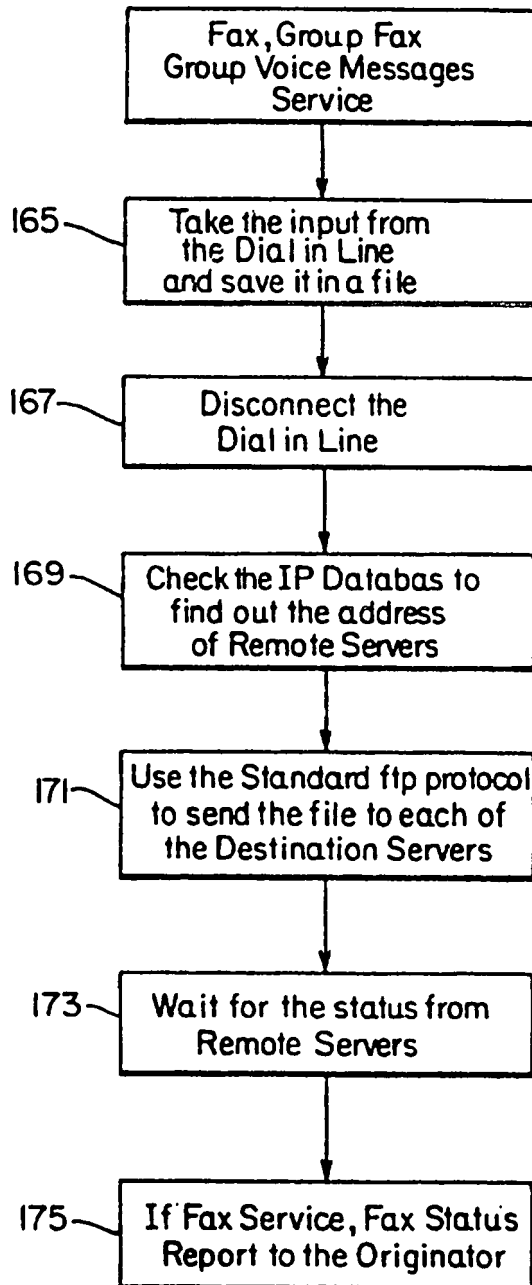 Fax, Group Fax
Group Voice Messages
Service
165
Take the input from
the Dial in Line
and save it in a file
167
Disconnect the
Dial in Line
169
Check the IP Databas to
find out the address
of Remote Servers
171
Use the Standard ftp protocol
to send the file to each of
the Destination Servers
173
Wait for the status from
Remote Servers
175
If Fax Service, Fax Status
Report to the Originator